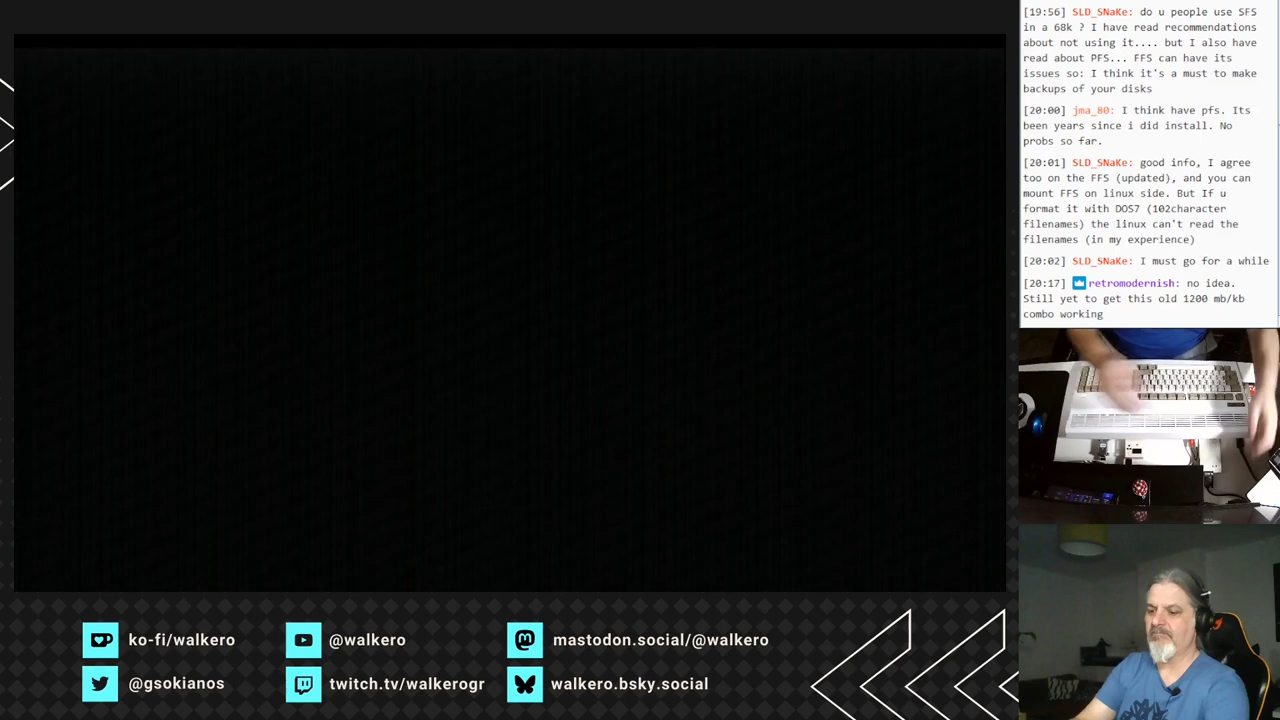 [19:56] SLD_SNaKe: do u people use SFS
in a 68k ? I have read recommendations
about not using it.... but I also have
read about PFS... FFS can have its
issues so: I think it's a must to make
backups of your disks
[20:00] jma_80: I think have pfs. Its
been years since i did install. No
probs so far.
[20:01] SLD_SNaKe: good info, I agree
too on the FFS (updated), and you can
mount FFS on linux side. But If u
format it with DOS7 (102character
filenames) the linux can't read the
filenames (in my experience)
[20:02] SLD_SNaKe: I must go for a while
[20:17] retromodernish: no idea.
Still yet to get this old 1200 mb/kb
combo working
ko-fi/walkero
@walkero
mastodon.social/@walkero
@gsokianos
twitch.tv/walkerogr
walkero.bsky.social